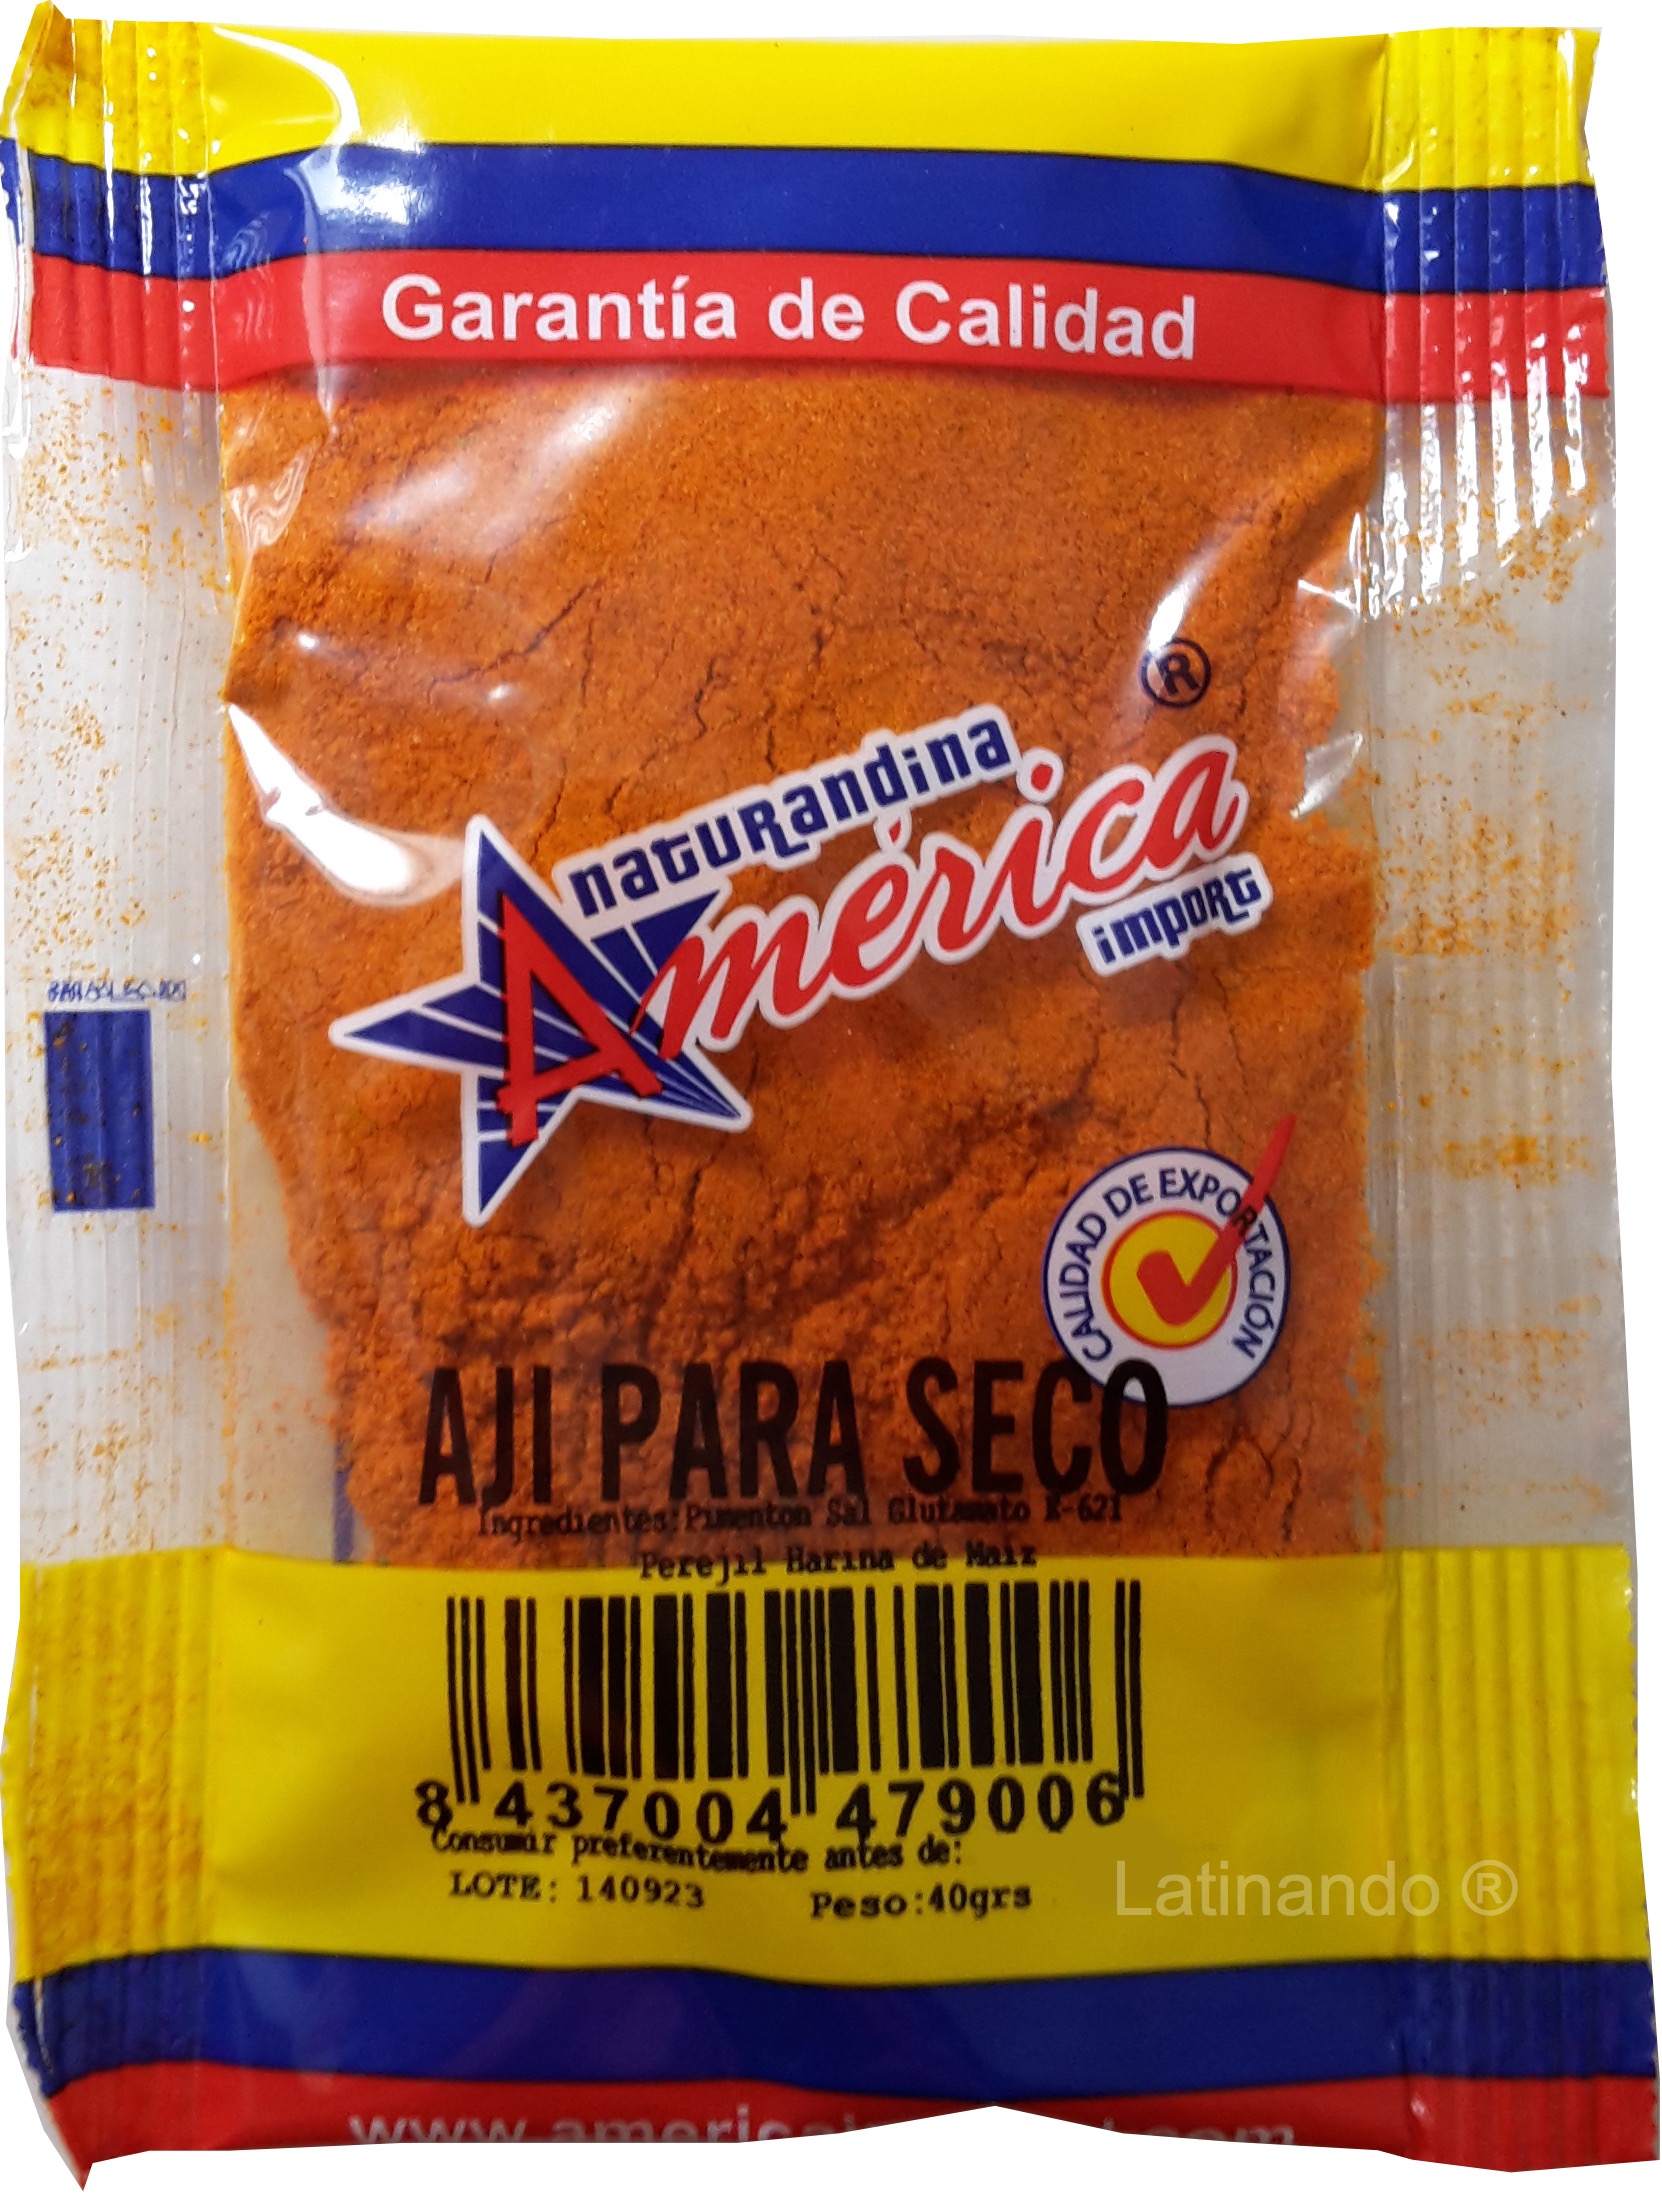 Garantía de Calidad
®
naturandina
América
import
CALIDAD DE EXPORTACIÓN
AJI PARA SECO
Ingredientes:Pimenton Sal Glutamato E-621
Perejil Harina de Maiz
8 437004 479006
Consumir preferentemente antes de:
LOTE: 140923 Peso:40grs
Latinando ®